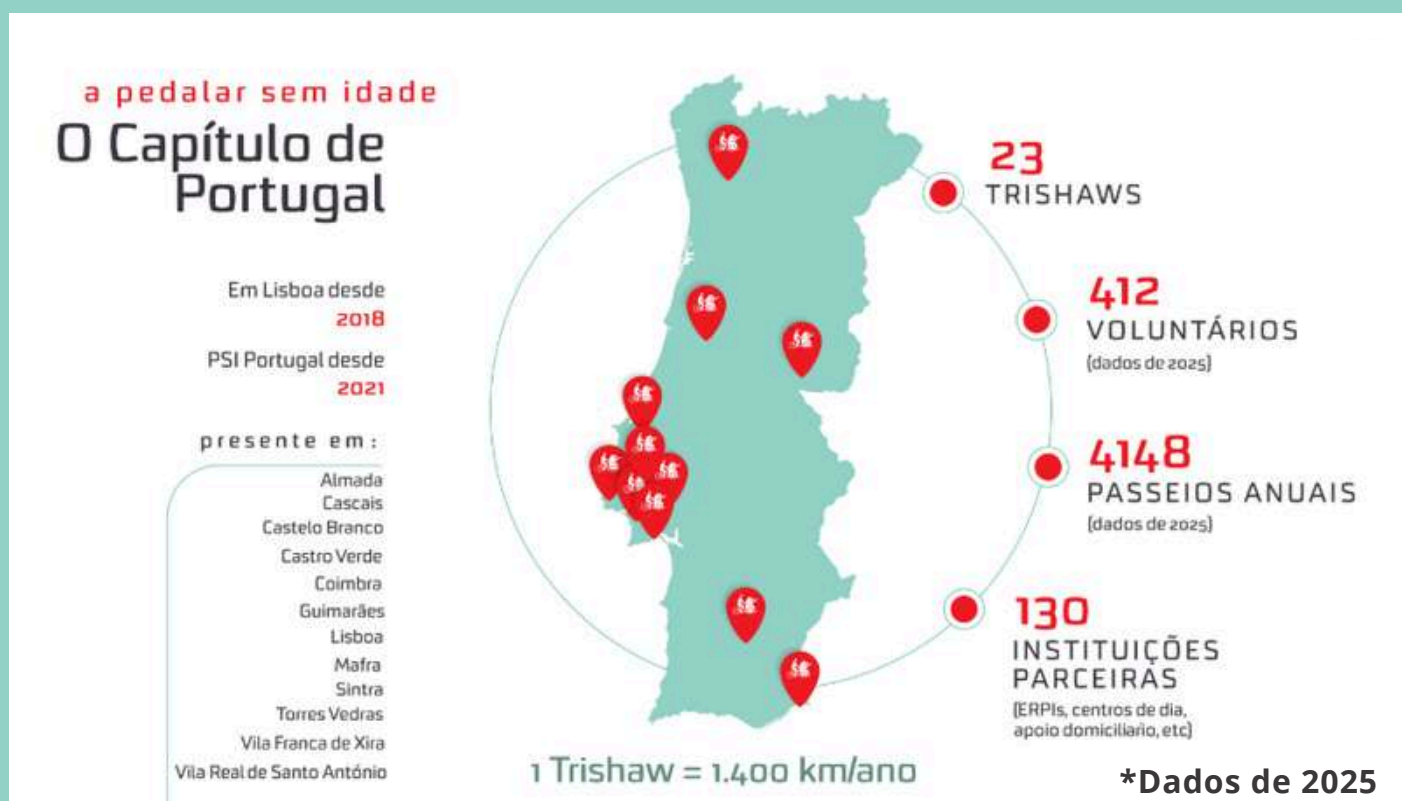 a pedalar sem idade
O Capítulo de
Portugal
Em Lisboa desde
2018
PSI Portugal desde
2021
presente em:
Almada
Cascais
Castelo Branco
Castro Verde
Coimbra
Guimarães
Lisboa
Mafra
Sintra
Torres Vedras
Vila Franca de Xira
Vila Real de Santo António
23
TRISHAWS
412
VOLUNTÁRIOS
(dados de 2025)
4148
PASSEIOS ANUAIS
(dados de 2025)
130
INSTITUIÇÕES
PARCEIRAS
(ERPIs, centros de dia,
apoio domiciliario, etc)
1 Trishaw = 1.400 km/ano
*Dados de 2025